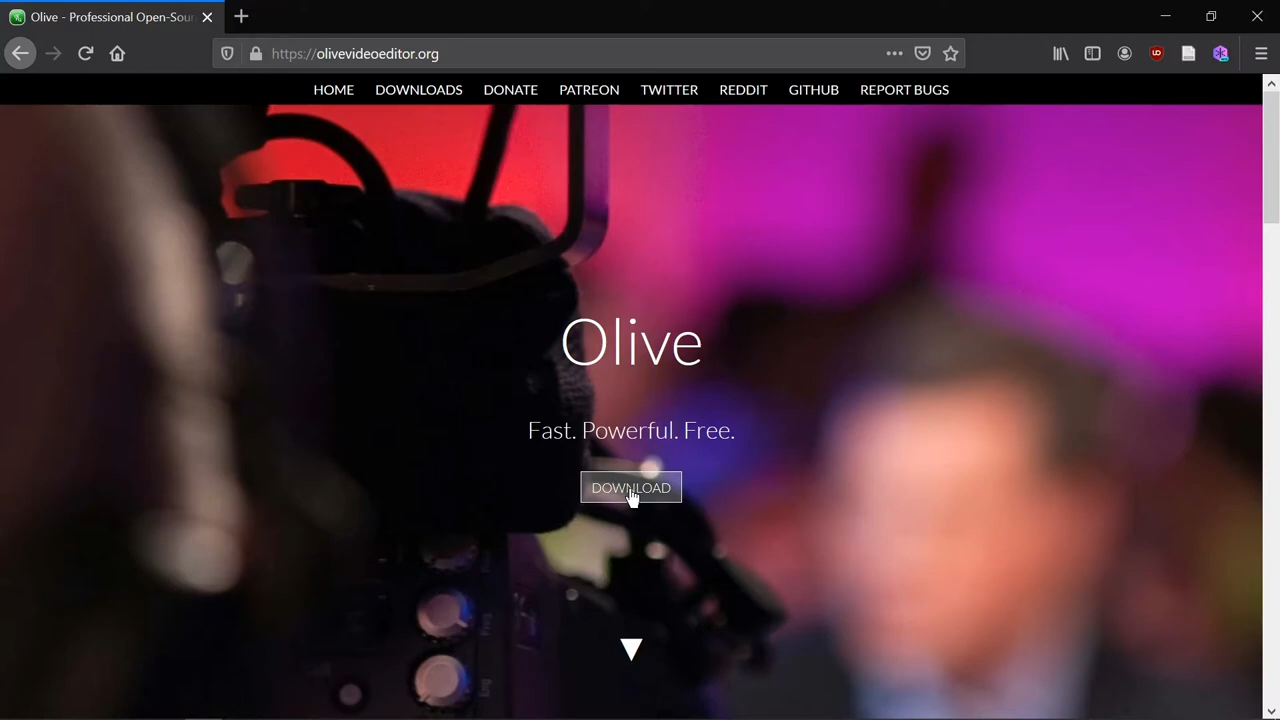 Olive - Professional Open-Sour
https://olivevideoeditor.org
HOME DOWNLOADS DONATE PATREON TWITTER REDDIT GITHUB REPORT BUGS
Olive
Fast. Powerful. Free.
DOWNLOAD